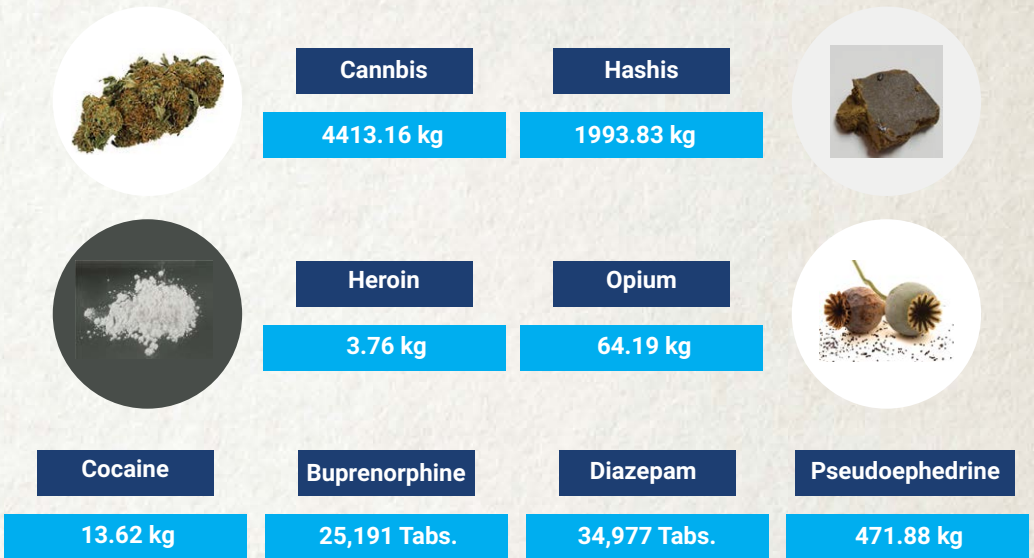 Cannbis
Hashis
4413.16 kg
1993.83 kg
Heroin
Opium
3.76 kg
64.19 kg
Cocaine
Buprenorphine
Diazepam
Pseudoephedrine
13.62 kg
25,191 Tabs.
34,977 Tabs.
471.88 kg